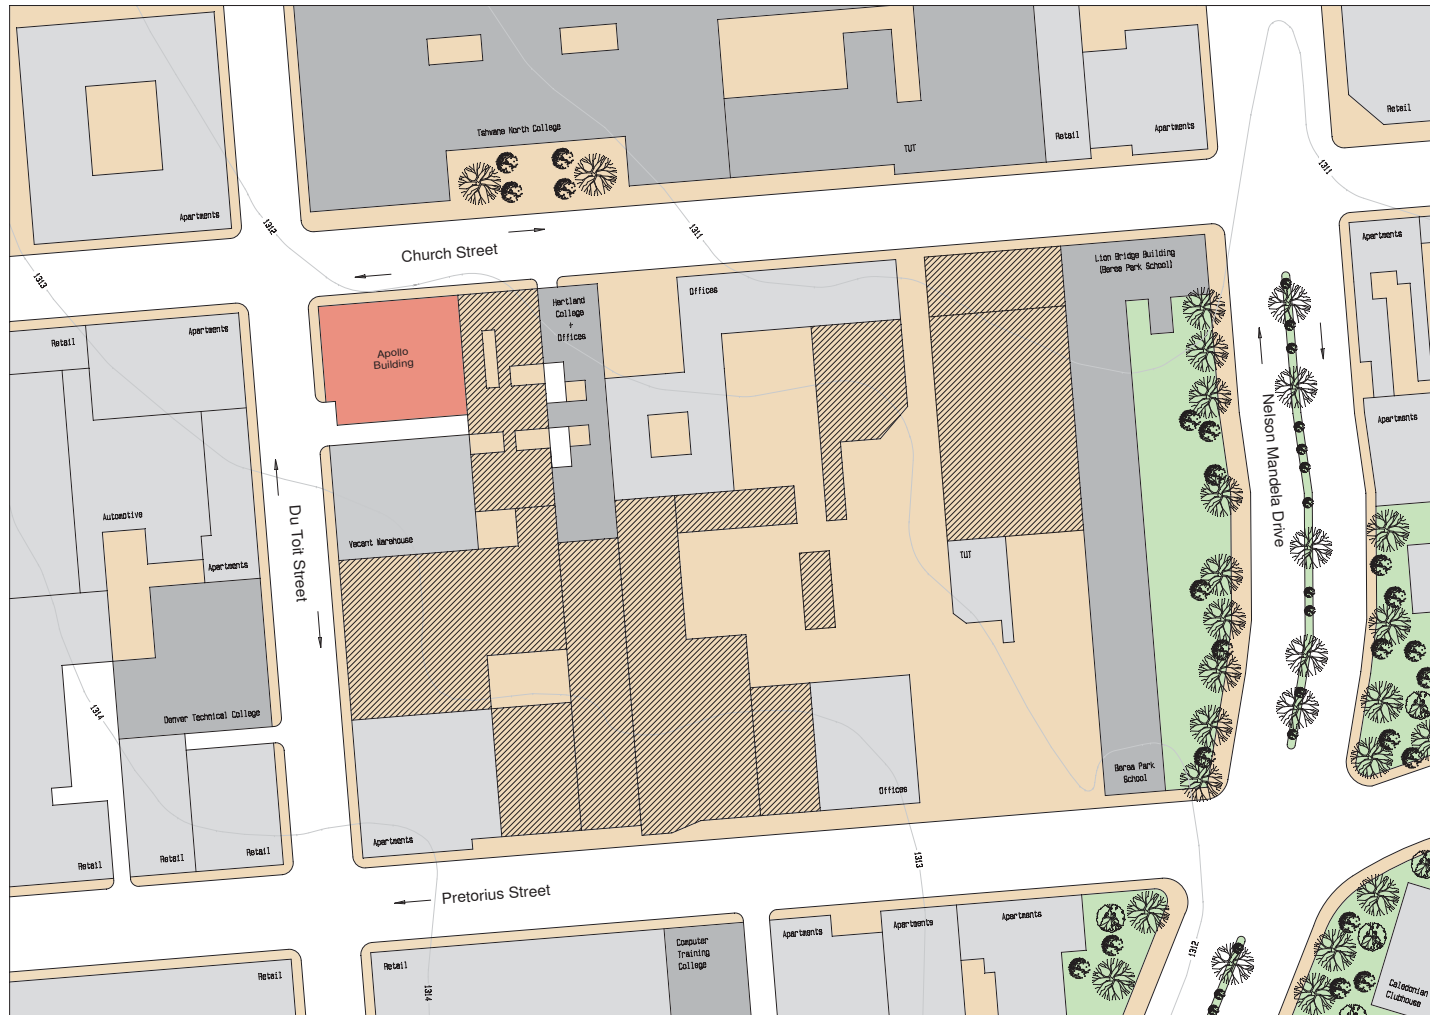 Retail
Tshwane North College
Apartments
Retail
TUT
1311
Apartments
1312
1311
Church Street
Apartments
Lion Bridge Building
(Berea Park School)
1313
Offices
Hartland
College
+
Offices
Apartments
Retail
Apollo
Building
Nelson Mandela Drive
Apartments
Automotive
Du Toit Street
Vacant Warehouse
TUT
Apartments
1314
Denver Technical College
Berea Park
School
Offices
Apartments
Retail
Retail
Retail
1313
Pretorius Street
Apartments
Apartments
Apartments
1312
Computer
Training
College
Retail
Retail
1314
Caledonian
Clubhouse